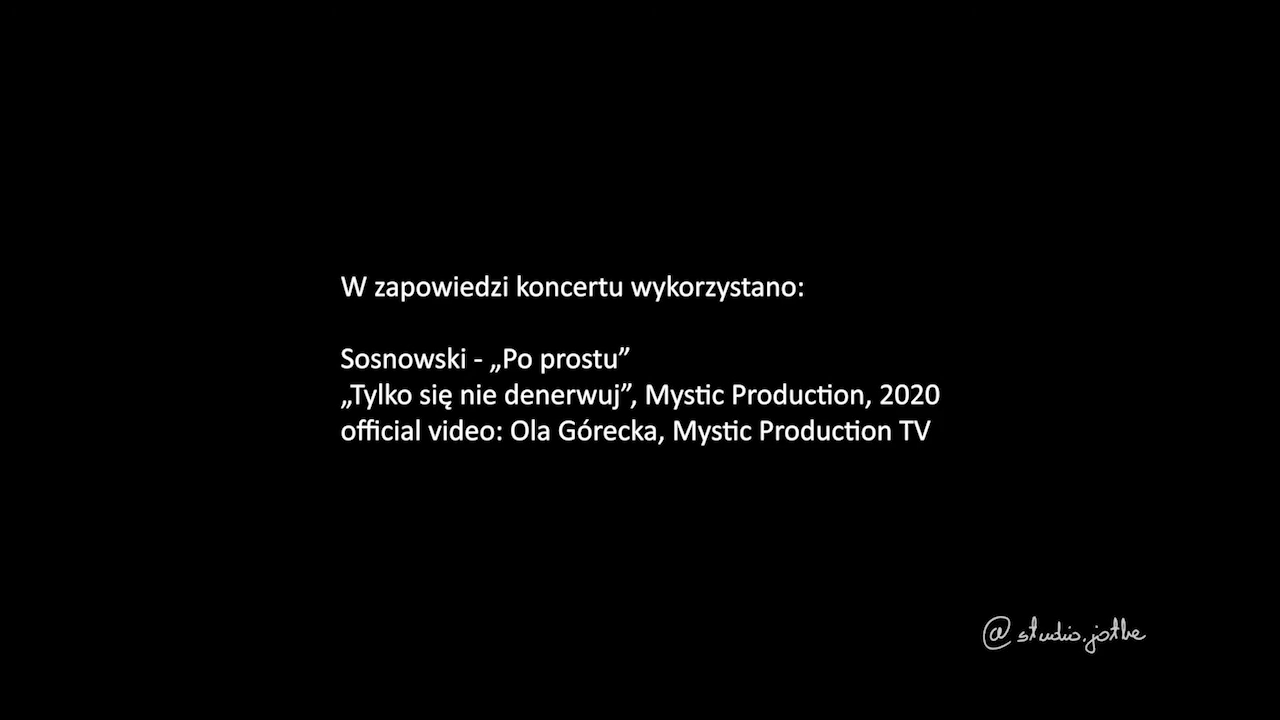 W zapowiedzi koncertu wykorzystano:
Sosnowski - „Po prostu”
„Tylko się nie denerwuj”, Mystic Production, 2020
official video: Ola Górecka, Mystic Production TV
@studio.jotbe